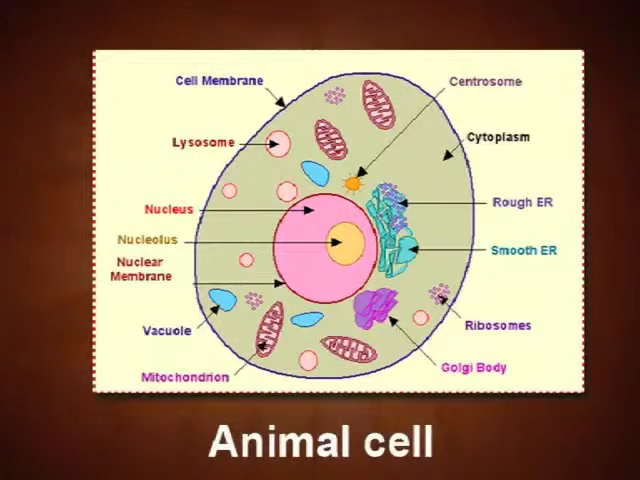 Cell Membrane
Centrosome
Lysosome
Cytoplasm
Nucleus
Rough ER
Nucleolus
Smooth ER
Nuclear
Membrane
Vacuole
Ribosomes
Mitochondrion
Golgi Body
Animal cell